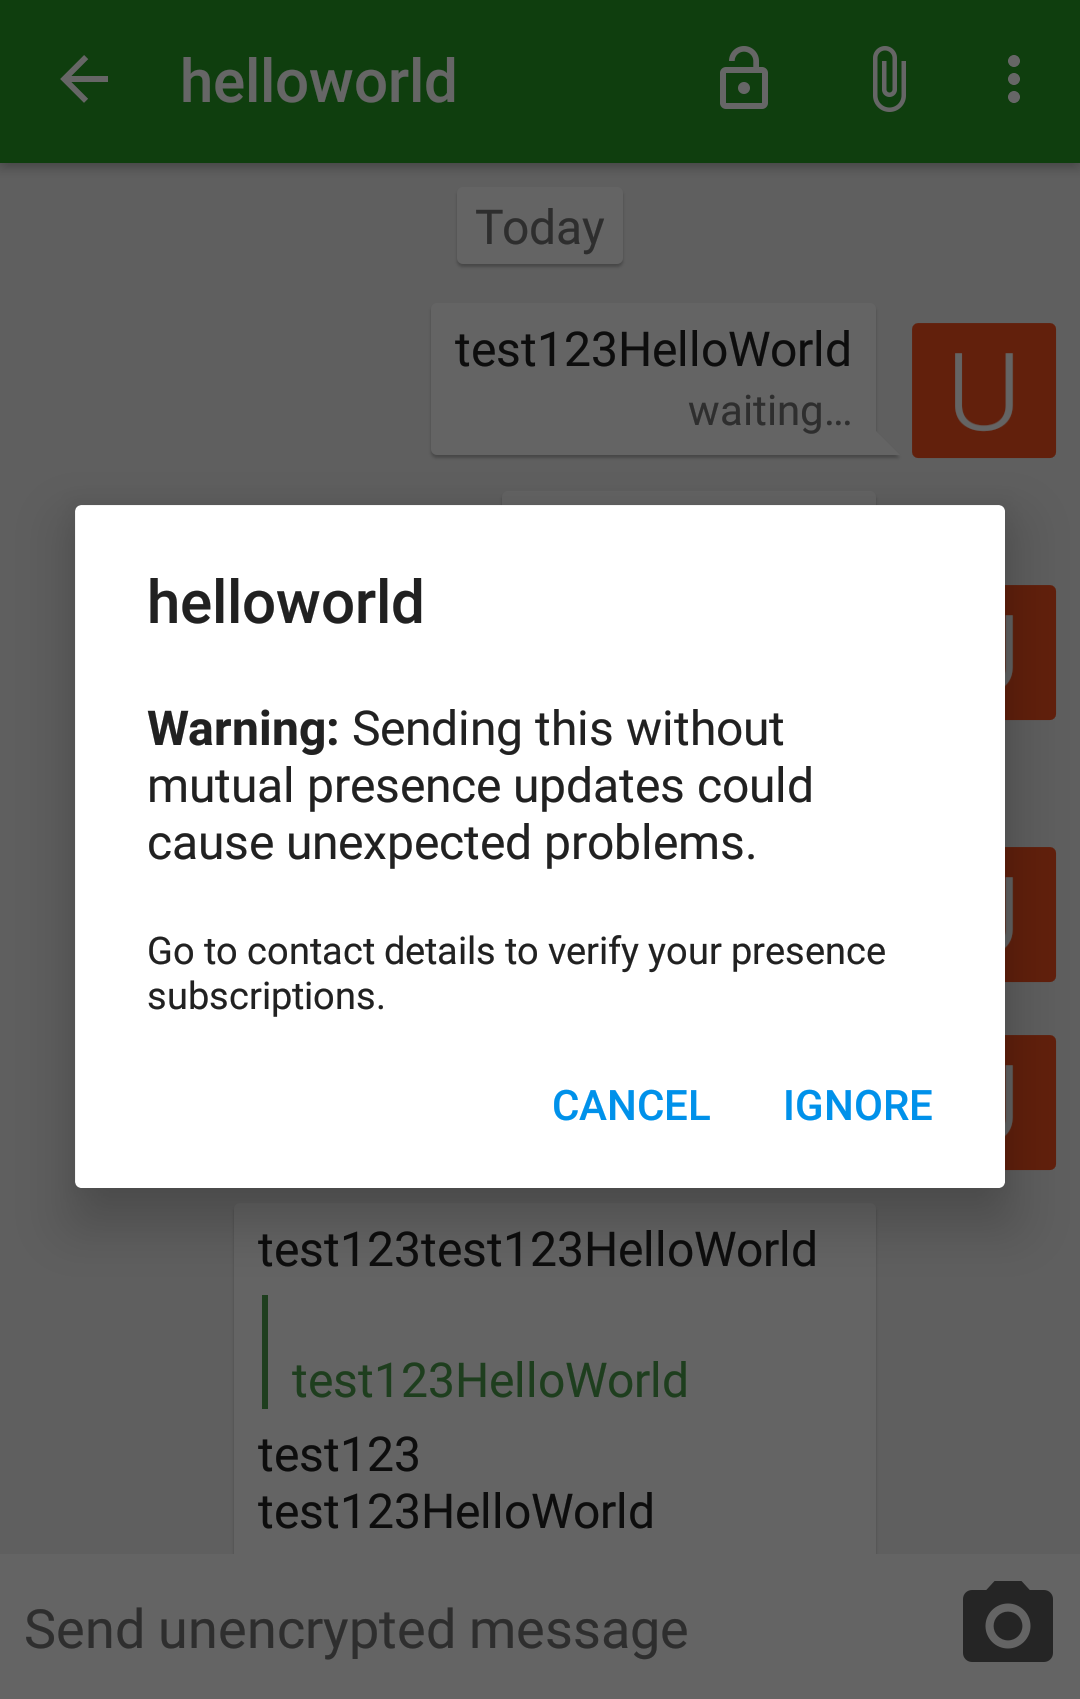 helloworld
Today
test123HelloWorld
waiting…
U
helloworld
Warning: Sending this without
mutual presence updates could
cause unexpected problems.
Go to contact details to verify your presence
subscriptions.
CANCEL IGNORE
test123test123HelloWorld
test123HelloWorld
test123
test123HelloWorld
Send unencrypted message